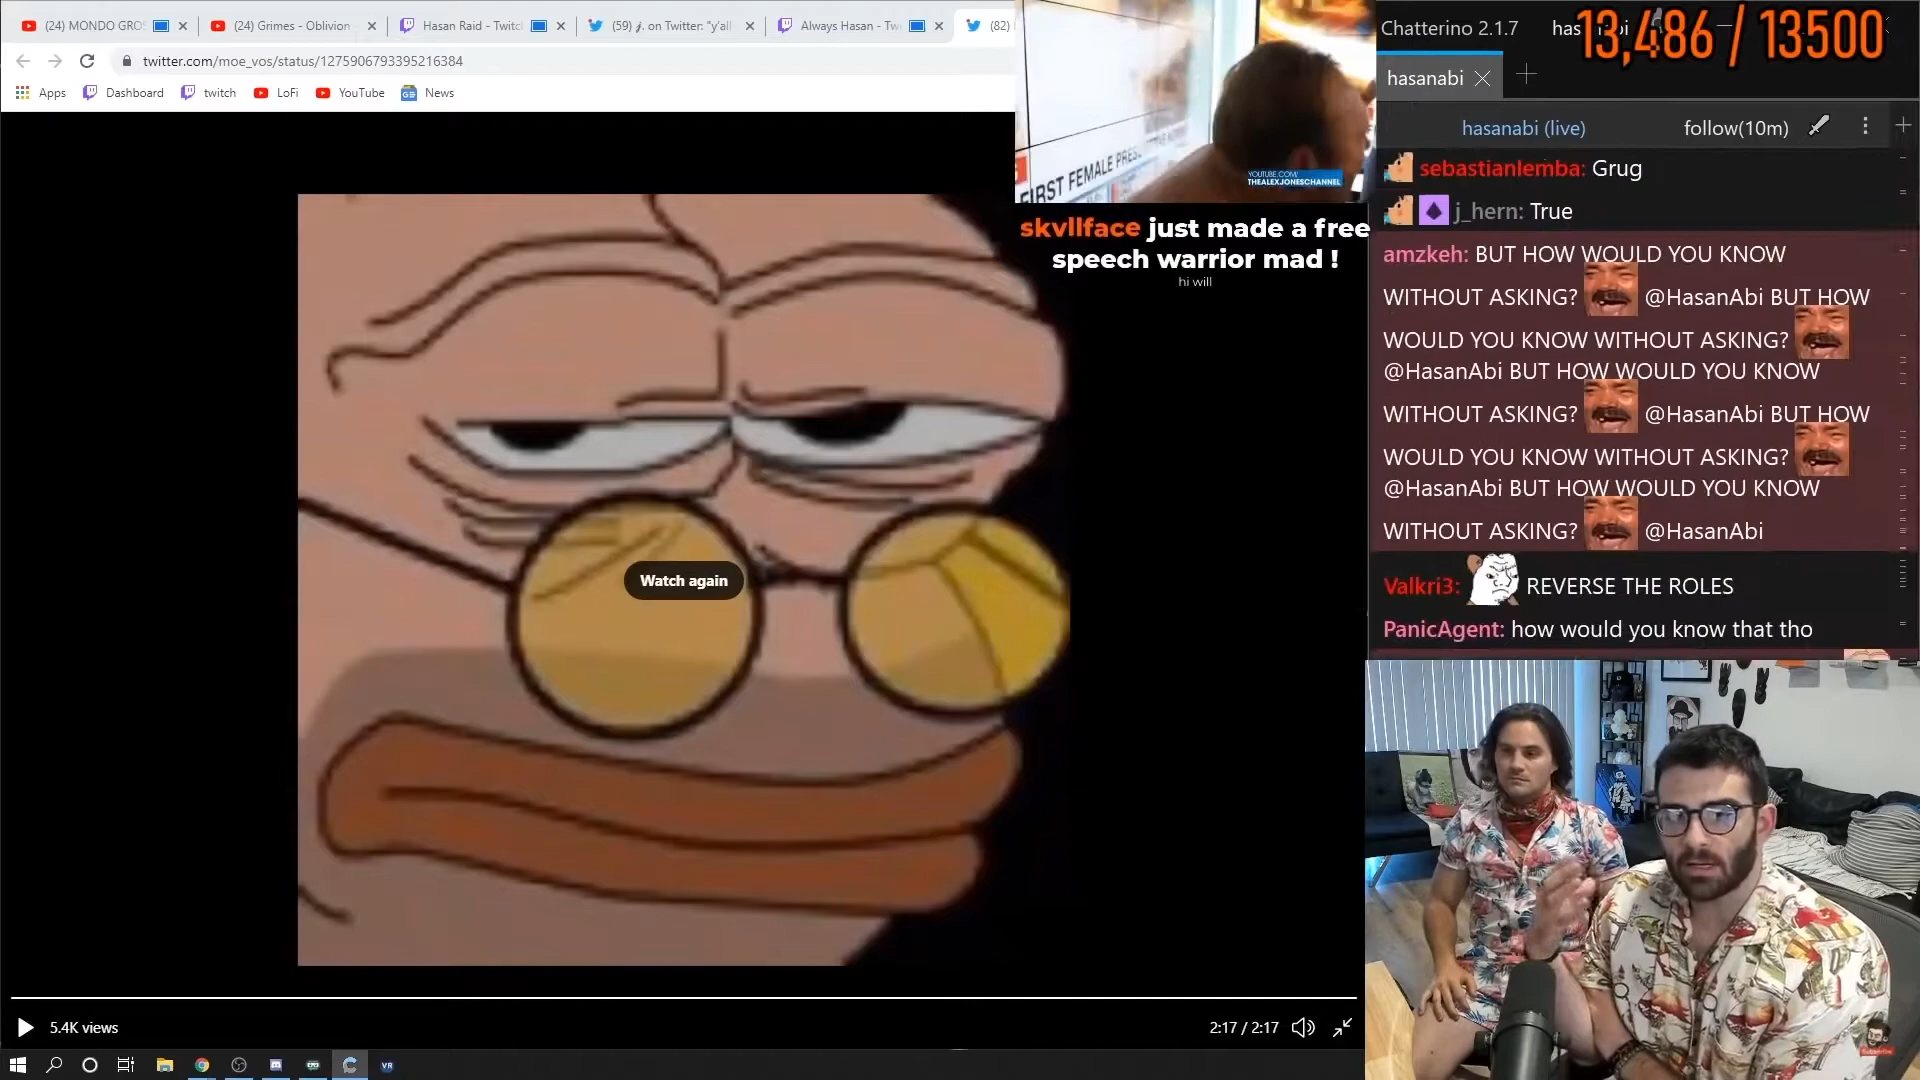 (24) MONDO GROS
(24) Grimes - Oblivion
Hasan Raid - Twitch
on Twitter: "y'all
Always Hasan - Tw
(82)
twitter.com/moe_vos/status/1275906793395216384
Apps
Dashboard
twitch
LoFi
YouTube
News
FIRST FEMALE PRES
YOUTUBE.COM/
THEALEXJONESCHANNEL
skvllface just made a free
speech warrior mad !
hi will
Watch again
5.4K views
2:17 / 2:17
VR
Chatterino 2.1.7
13,486 / 13500
hasanabi
hasanabi (live)
follow(10m)
sebastianlemba: Grug
j_hern: True
amzkeh: BUT HOW WOULD YOU KNOW
WITHOUT ASKING? @HasanAbi BUT HOW
WOULD YOU KNOW WITHOUT ASKING?
@HasanAbi BUT HOW WOULD YOU KNOW
WITHOUT ASKING? @HasanAbi BUT HOW
WOULD YOU KNOW WITHOUT ASKING?
@HasanAbi BUT HOW WOULD YOU KNOW
WITHOUT ASKING? @HasanAbi
Valkri3: REVERSE THE ROLES
PanicAgent: how would you know that tho